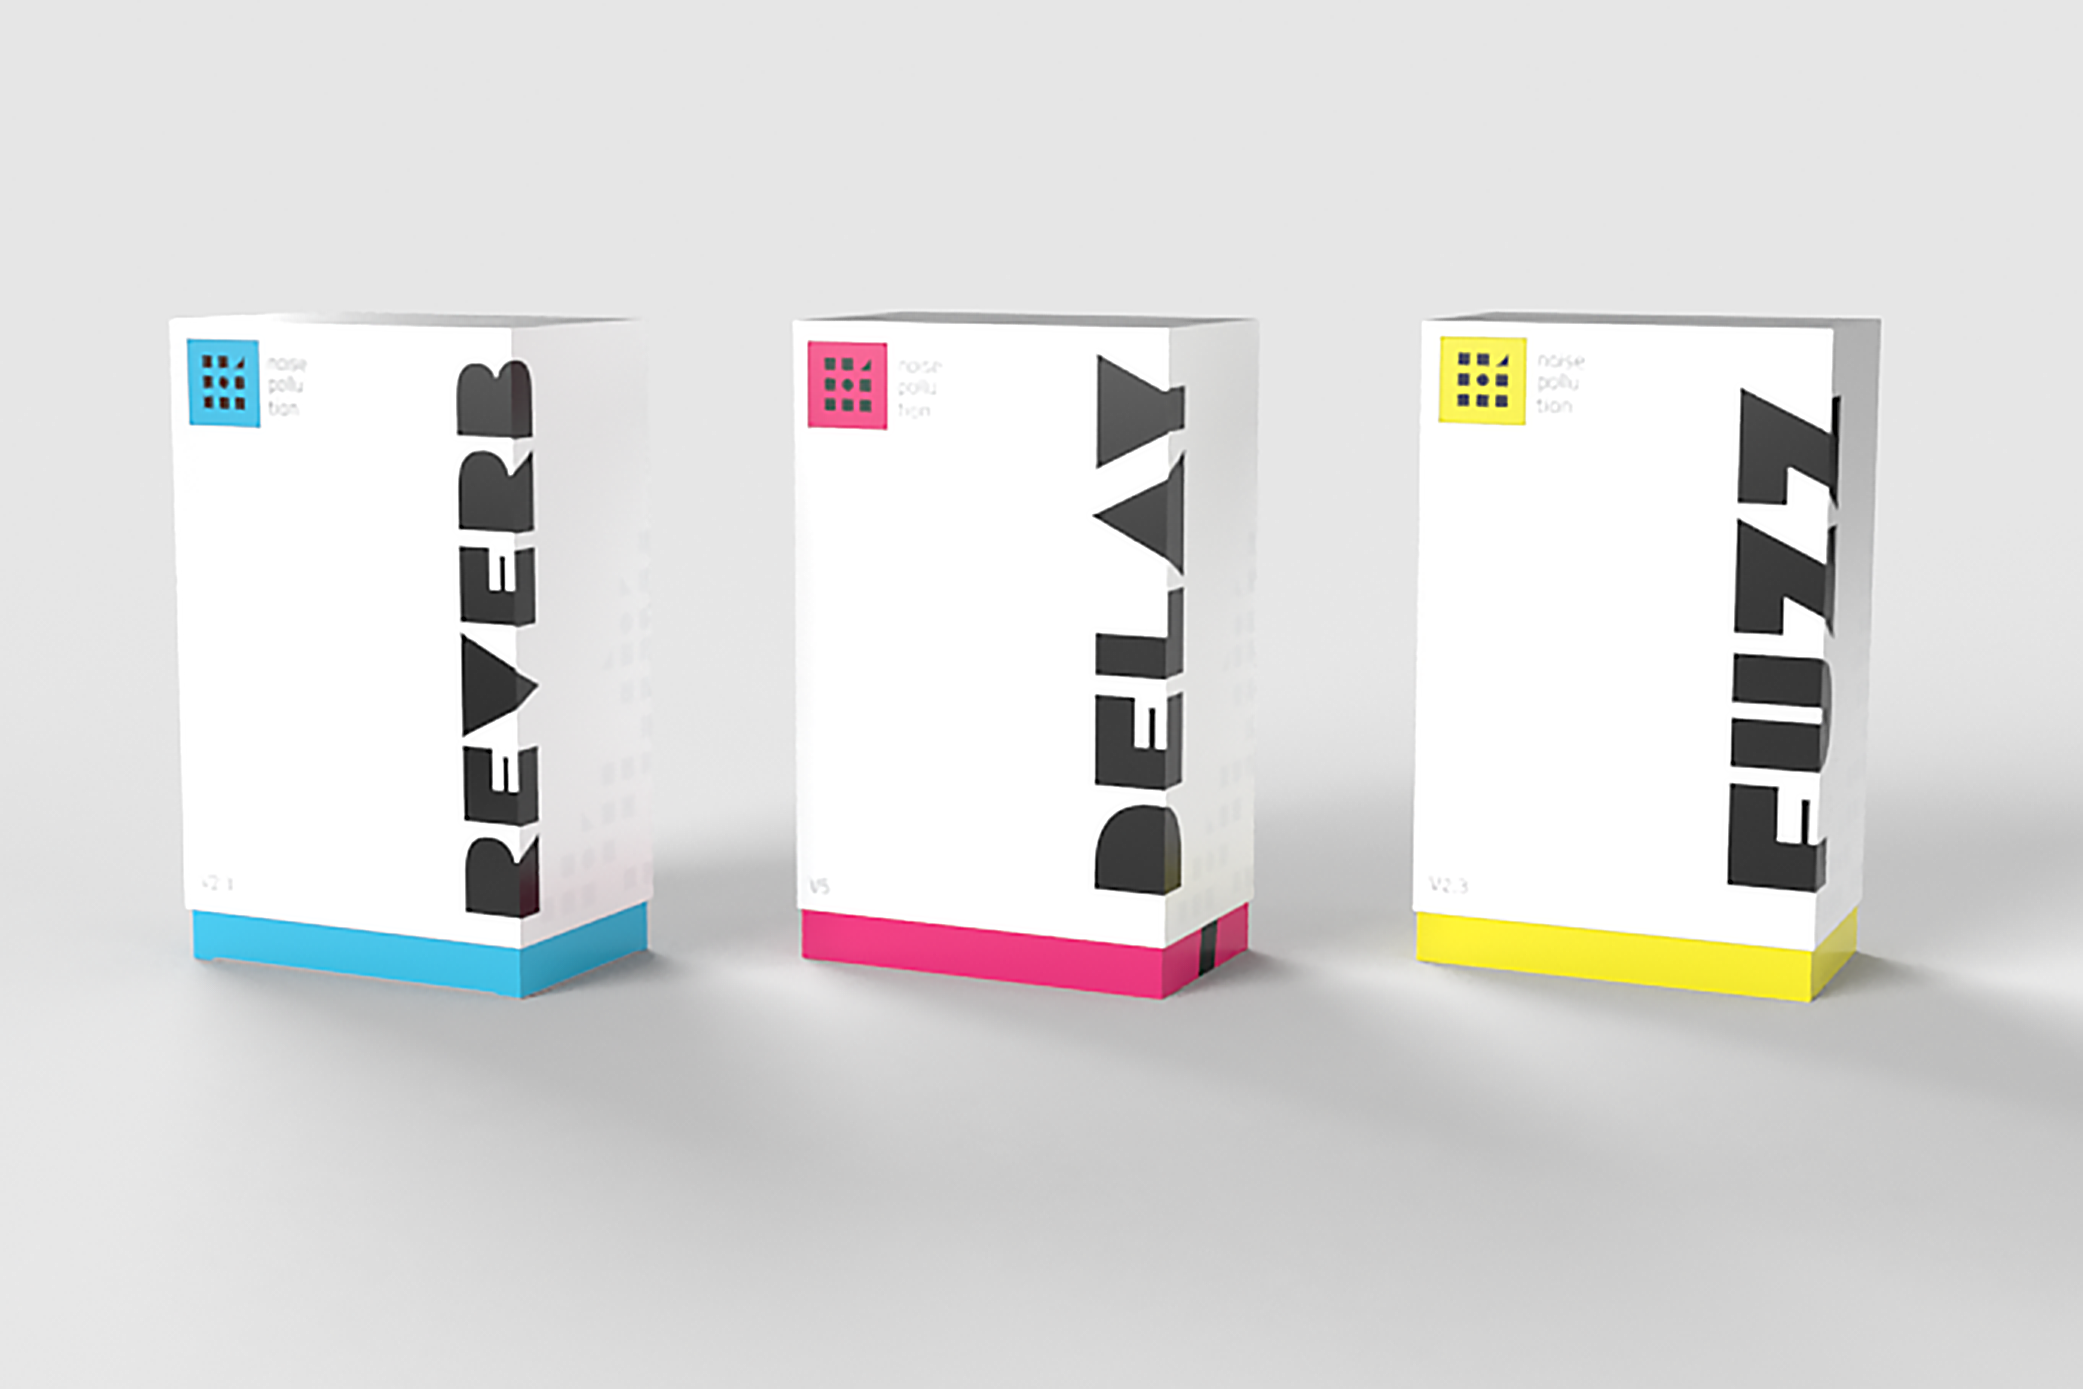 noise
pollu
tion
REVERB
V2.1
noise
pollu
tion
DELAY
V5
noise
pollu
tion
FUZZ
V2.3